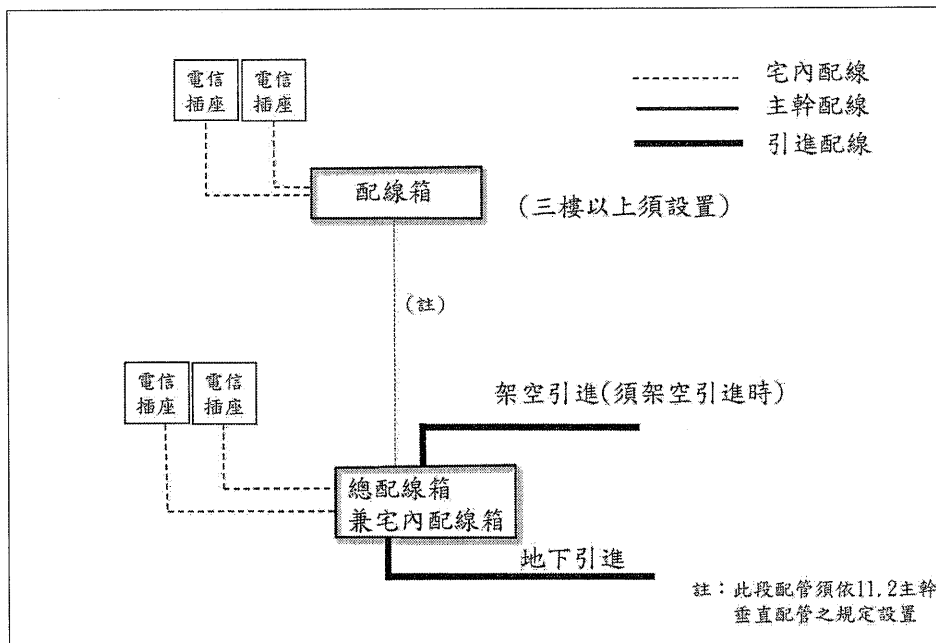 電信
插座
電信
插座
宅內配線
主幹配線
引進配線
配線箱
(三樓以上須設置)
(註)
電信
插座
電信
插座
架空引進(須架空引進時)
總配線箱
兼宅內配線箱
地下引進
註：此段配管須依11.2主幹
垂直配管之規定設置